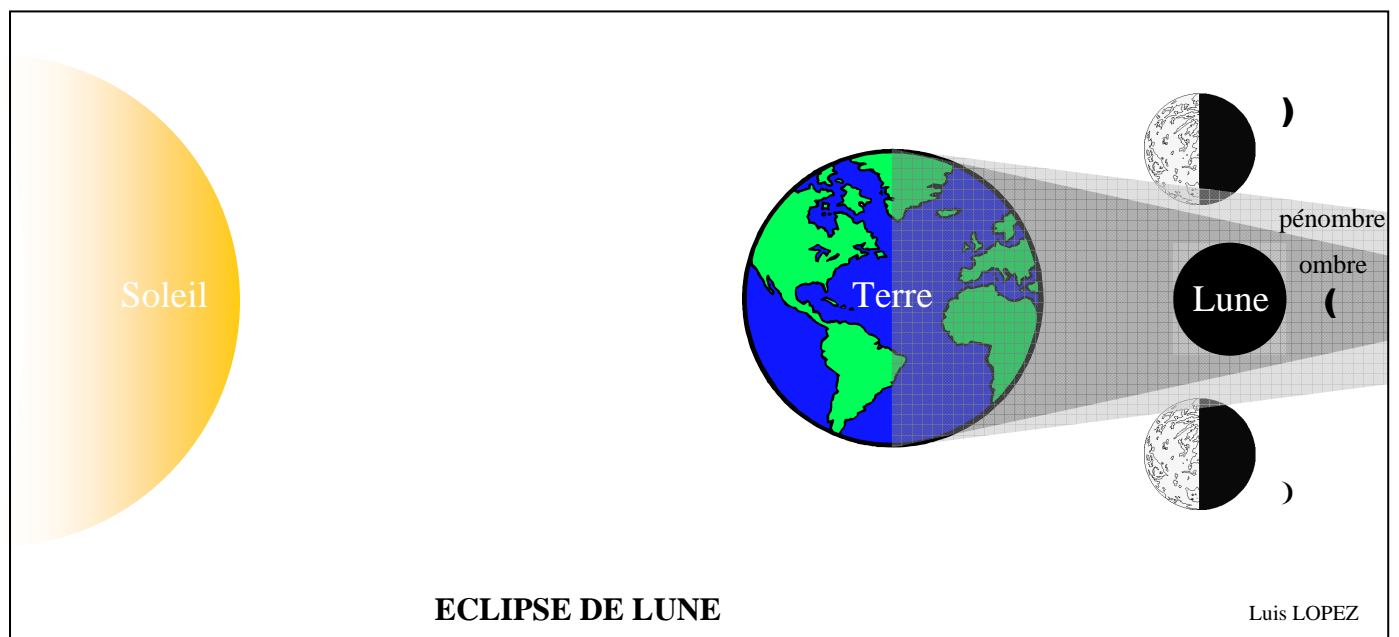 pénombre
ombre
Soleil
Terre
Lune
ECLIPSE DE LUNE
Luis LOPEZ